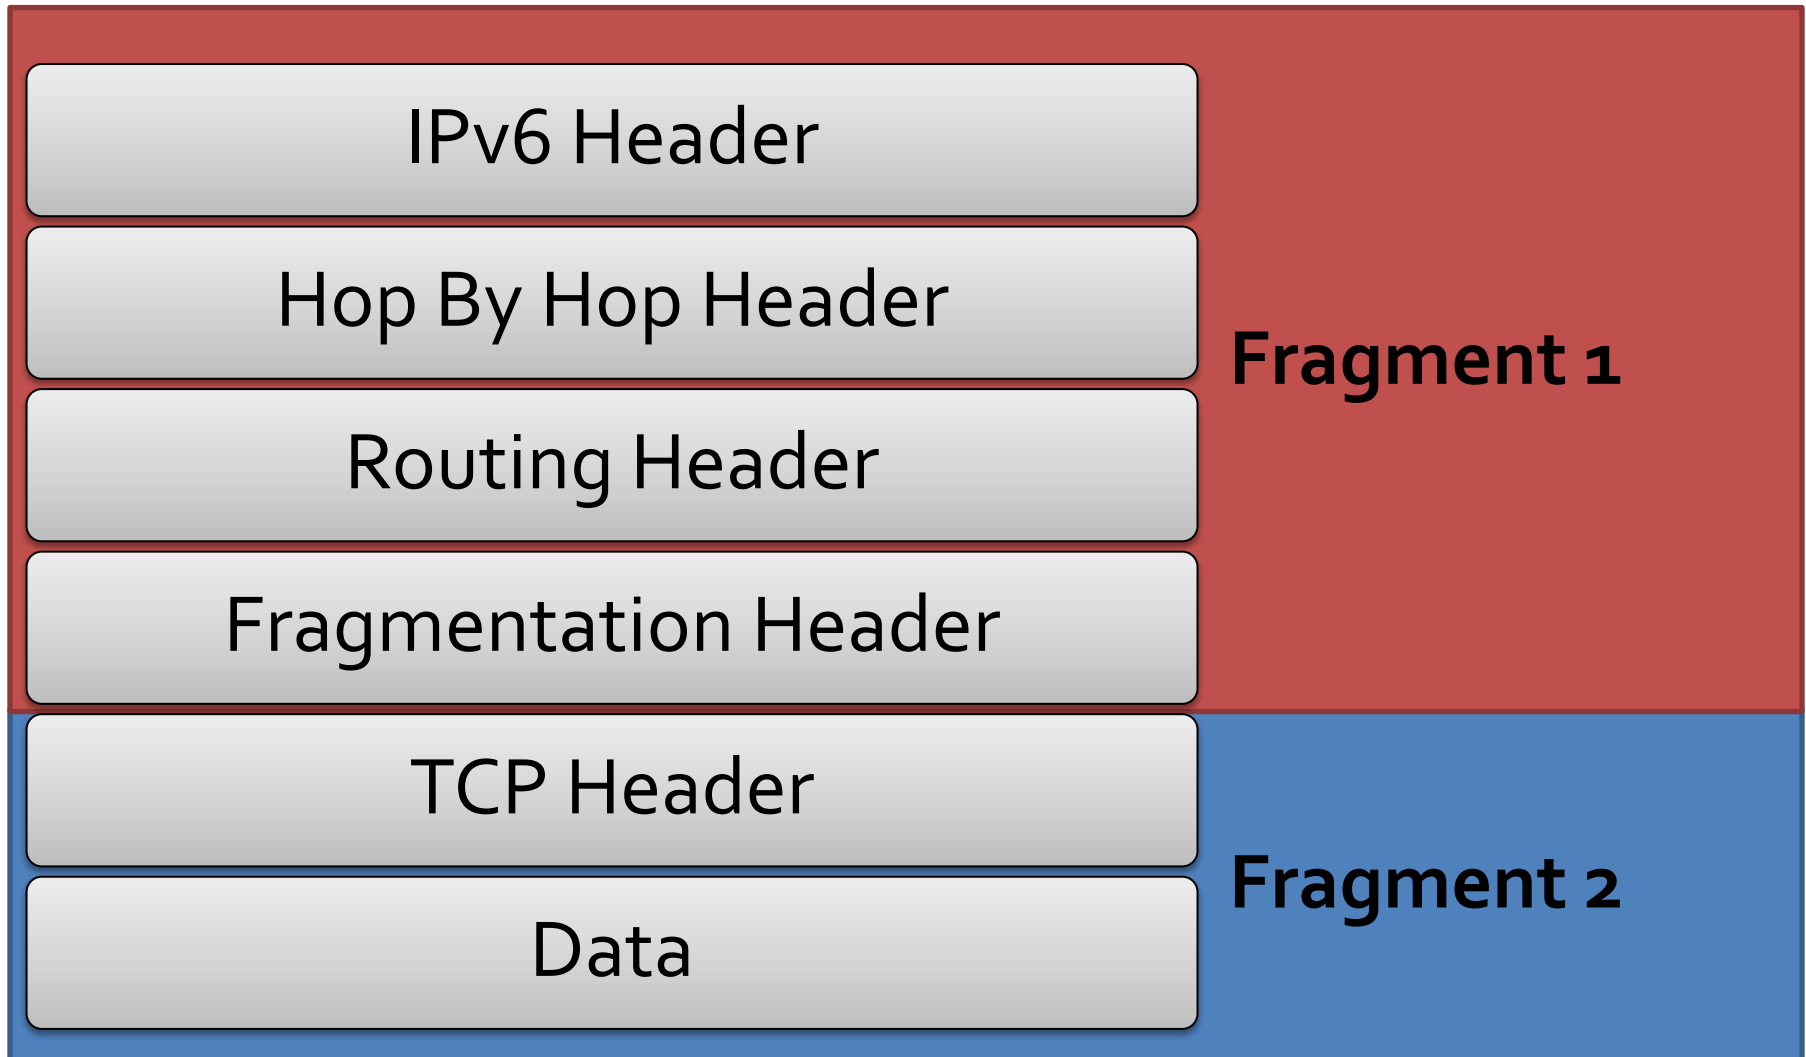 IPv6 Header
Hop By Hop Header
Fragment 1
Routing Header
Fragmentation Header
TCP Header
Fragment 2
Data